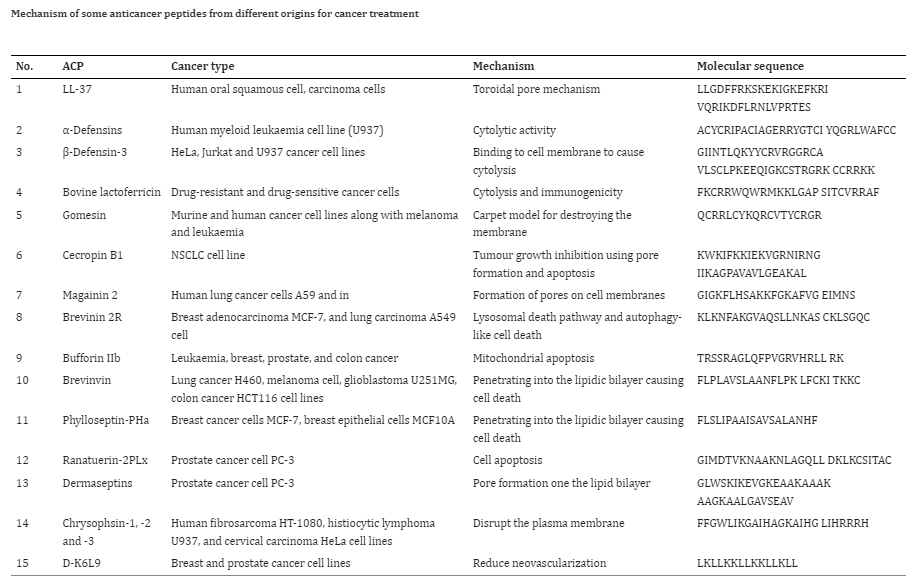 Mechanism of some anticancer peptides from different origins for cancer treatment
No. ACP Cancer type Mechanism Molecular sequence
1 LL-37 Human oral squamous cell, carcinoma cells Toroidal pore mechanism LLGDFFRKSKEKIGKEFKRI
VQRIKDFLRNLVPRTES
2 α-Defensins Human myeloid leukaemia cell line (U937) Cytolytic activity ACYCRIPACIAGERRYGTCI YQGRLWAFCC
3 β-Defensin-3 HeLa, Jurkat and U937 cancer cell lines Binding to cell membrane to cause GIINTLQKYYCRVRGGRCA
cytolysis VLSCLPKEEQIGKCSTRGRK CCRRKK
4 Bovine lactoferricin Drug-resistant and drug-sensitive cancer cells Cytolysis and immunogenicity FKCRRWQWRMKKLGAP SITCVRRAF
5 Gomesin Murine and human cancer cell lines along with melanoma Carpet model for destroying the QCRRLCYKQRCVTYCRGR
and leukaemia membrane
6 Cecropin B1 NSCLC cell line Tumour growth inhibition using pore KWKIFKKIEKVGRNIRNG
formation and apoptosis IIKAGPAVAVLGEAKAL
7 Magainin 2 Human lung cancer cells A59 and in Formation of pores on cell membranes GIGKFLHSAKKFGKAFVG EIMNS
8 Brevinin 2R Breast adenocarcinoma MCF-7, and lung carcinoma A549 Lysosomal death pathway and autophagy- KLKNFAKGVAQSLLNKAS CKLSGQC
cell like cell death
9 Bufforin IIb Leukaemia, breast, prostate, and colon cancer Mitochondrial apoptosis TRSSRAGLQFPVGRVHRLL RK
10 Brevinvin Lung cancer H460, melanoma cell, glioblastoma U251MG, Penetrating into the lipidic bilayer causing FLPLAVSLAANFLPK LFCKI TKKC
colon cancer HCT116 cell lines cell death
11 Phylloseptin-PHa Breast cancer cells MCF-7, breast epithelial cells MCF10A Penetrating into the lipidic bilayer causing FLSLIPAAISAVSALANHF
cell death
12 Ranatuerin-2PLx Prostate cancer cell PC-3 Cell apoptosis GIMDTVKNAAKNLAGQLL DKLKCSITAC
13 Dermaseptins Prostate cancer cell PC-3 Pore formation one the lipid bilayer GLWSKIKEVGKEAAKAAAK
AAGKAALGAVSEAV
14 Chrysophsin-1, -2 Human fibrosarcoma HT-1080, histiocytic lymphoma Disrupt the plasma membrane FFGWLIKGAIHAGKAIHG LIHRRRH
and -3 U937, and cervical carcinoma HeLa cell lines
15 D-K6L9 Breast and prostate cancer cell lines Reduce neovascularization LKLLKKLLKKLLKLL